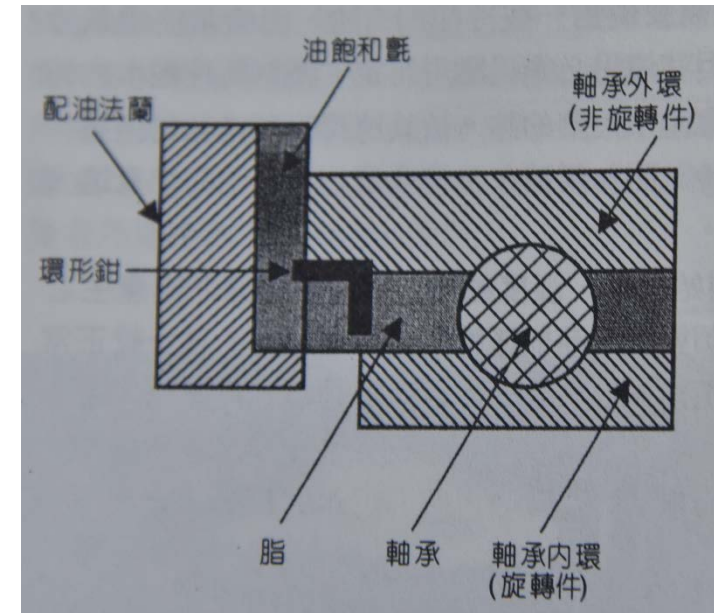 油飽和氈
配油法蘭
軸承外環
(非旋轉件)
環形鉗
脂
軸承
軸承内環
(旋轉件)